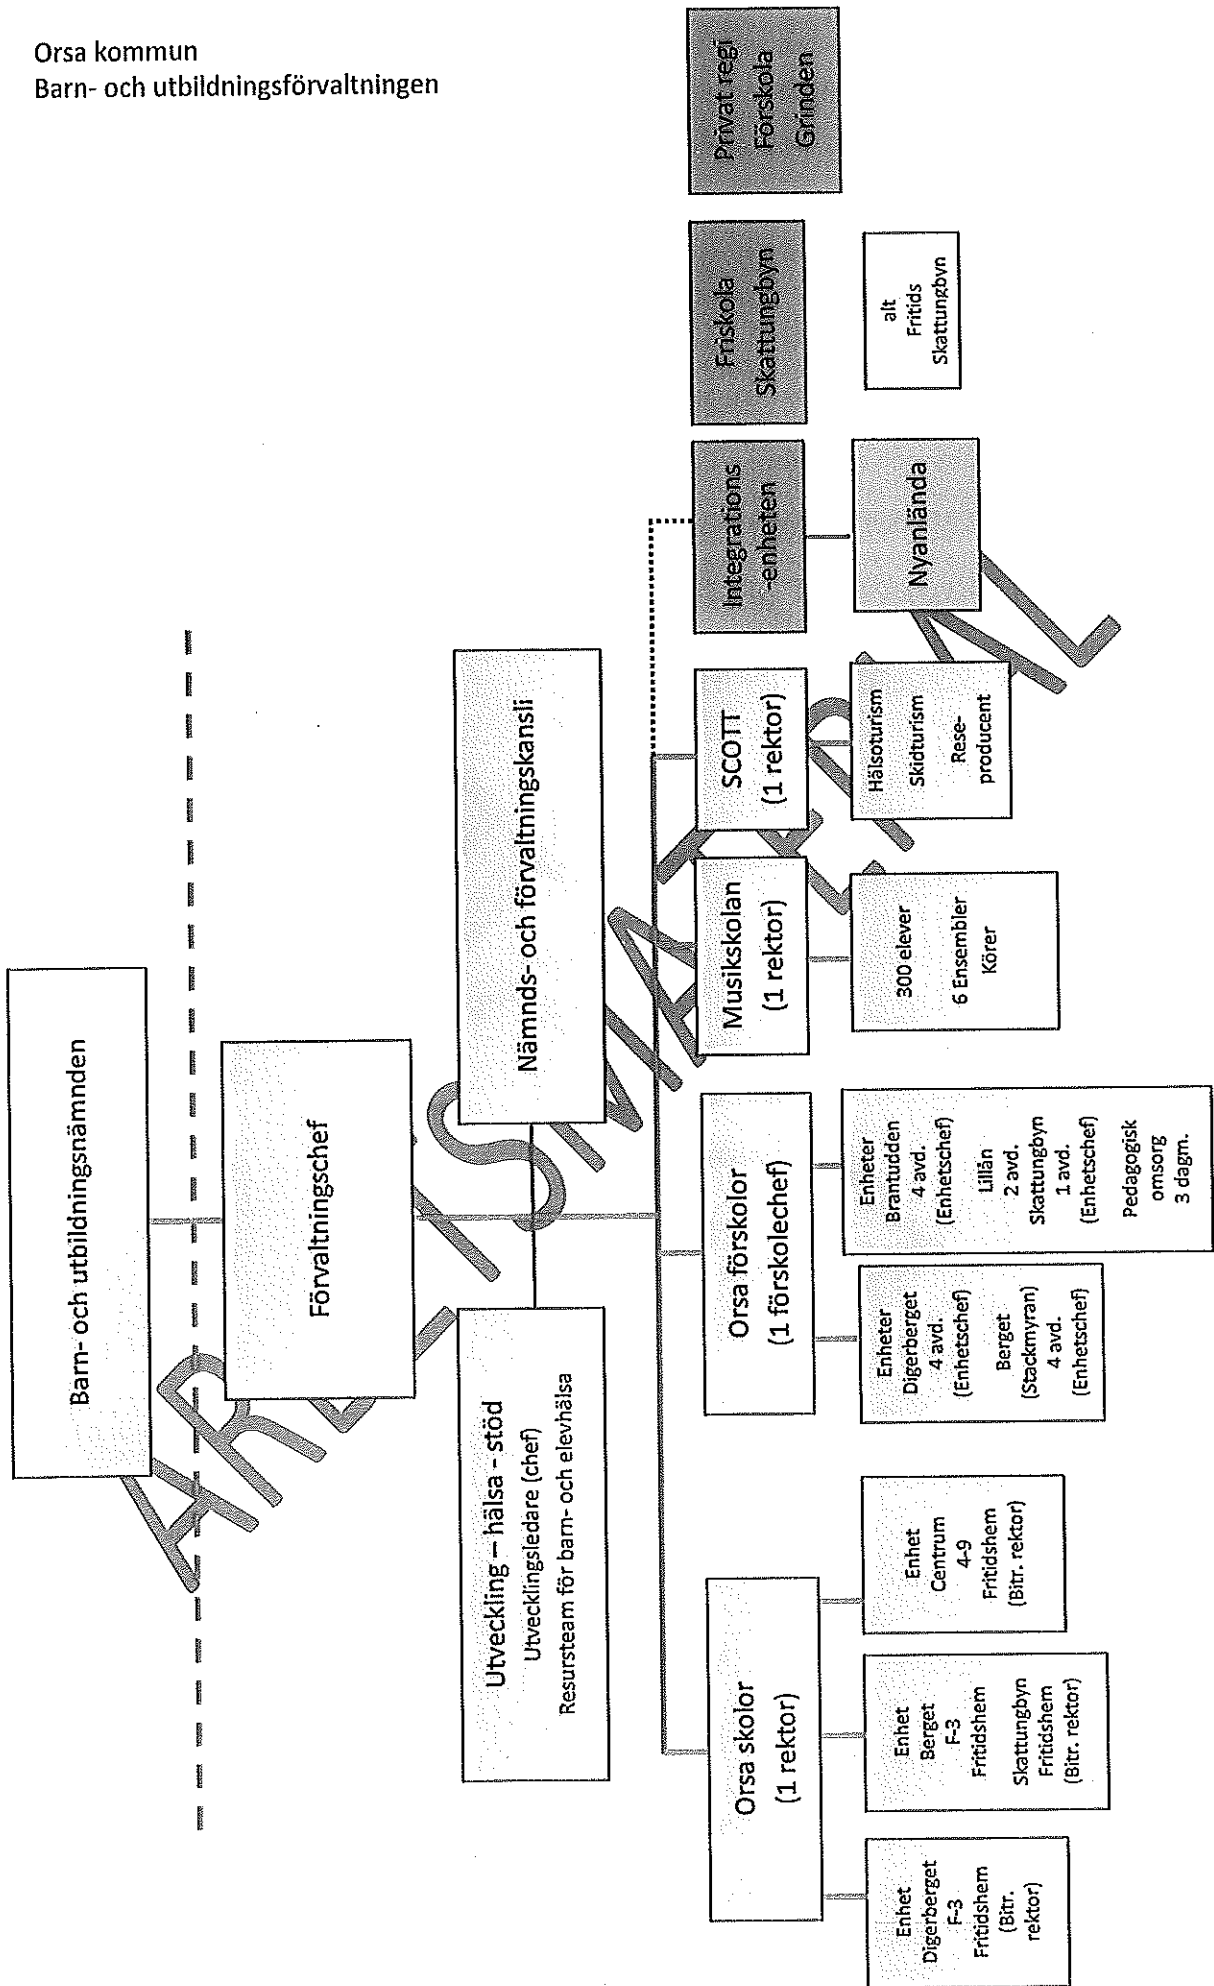 Orsa kommun
Barn- och utbildningsförvaltningen
Barn- och utbildningsnämnden
Förvaltningschef
Utveckling – hälsa - stöd
Utvecklingsledare (chef)
Resursteam för barn- och elevhälsa
Nämnds- och förvaltningskansli
Orsa skolor
(1 rektor)
Orsa förskolor
(1 förskolechef)
Musikskolan
(1 rektor)
SCOTT
(1 rektor)
Integrations
-enheten
Friskola
Skattungbyn
Privat regi
Förskola
Grinden
Enhet
Digerberget
F-3
Fritidshem
(Bitr.
rektor)
Enhet
Berget
F-3
Fritidshem
Skattungbyn
Fritidshem
(Bitr. rektor)
Enhet
Centrum
4-9
Fritidshem
(Bitr. rektor)
Enheter
Digerberget
4 avd.
(Enhetschef)
Berget
(Stackmyran)
4 avd.
(Enhetschef)
Enheter
Brantudden
4 avd.
(Enhetschef)
Lillån
2 avd.
Skattungbyn
1 avd.
(Enhetschef)
Pedagogisk
omsorg
3 dagm.
300 elever
6 Ensembler
Körer
Hälsoturism
Skidturism
Rese-
producent
Nyanlända
alt
Fritids
Skattungbyn